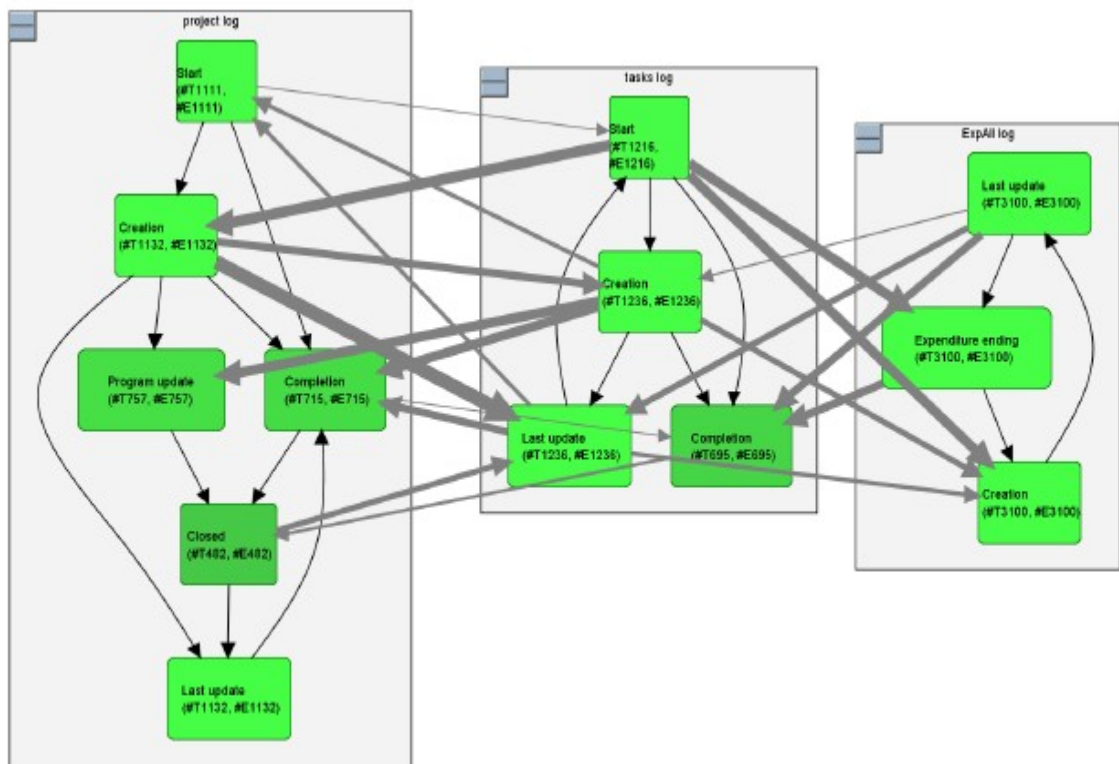 project log
Start
(#T1111,
#E1111)
Creation
(#T1132, #E1132)
Program update
(#T757, #E757)
Completion
(#T715, #E715)
Closed
(#T482, #E482)
Last update
(#T1132, #E1132)
tasks log
Start
(#T1216,
#E1216)
Creation
(#T1236, #E1236)
Last update
(#T1236, #E1236)
Completion
(#T695, #E695)
ExpAll log
Last update
(#T3100, #E3100)
Expenditure ending
(#T3100, #E3100)
Creation
(#T3100, #E3100)